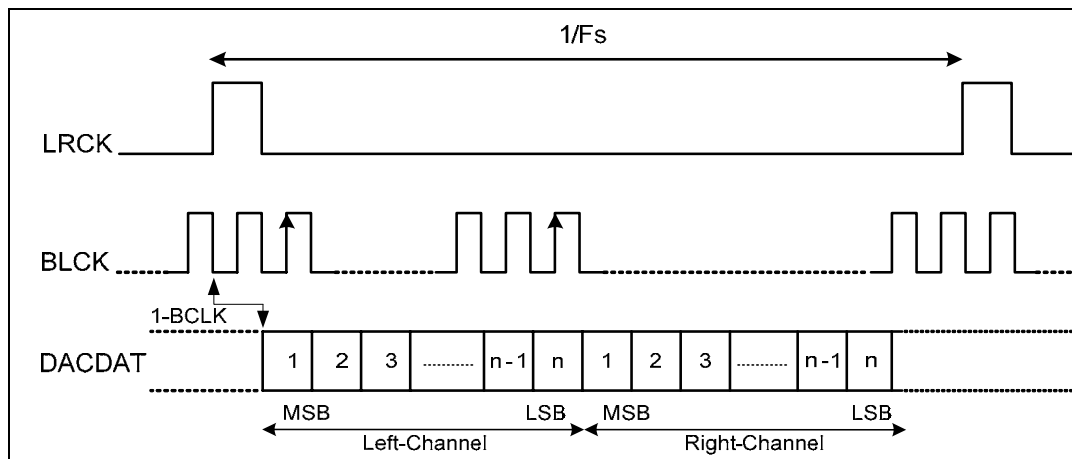 1/Fs
LRCK
BLCK
1-BCLK
DACDAT
1 2 3 ........... n-1 n 1 2 3 ........... n-1 n
MSB LSB MSB LSB
Left-Channel Right-Channel